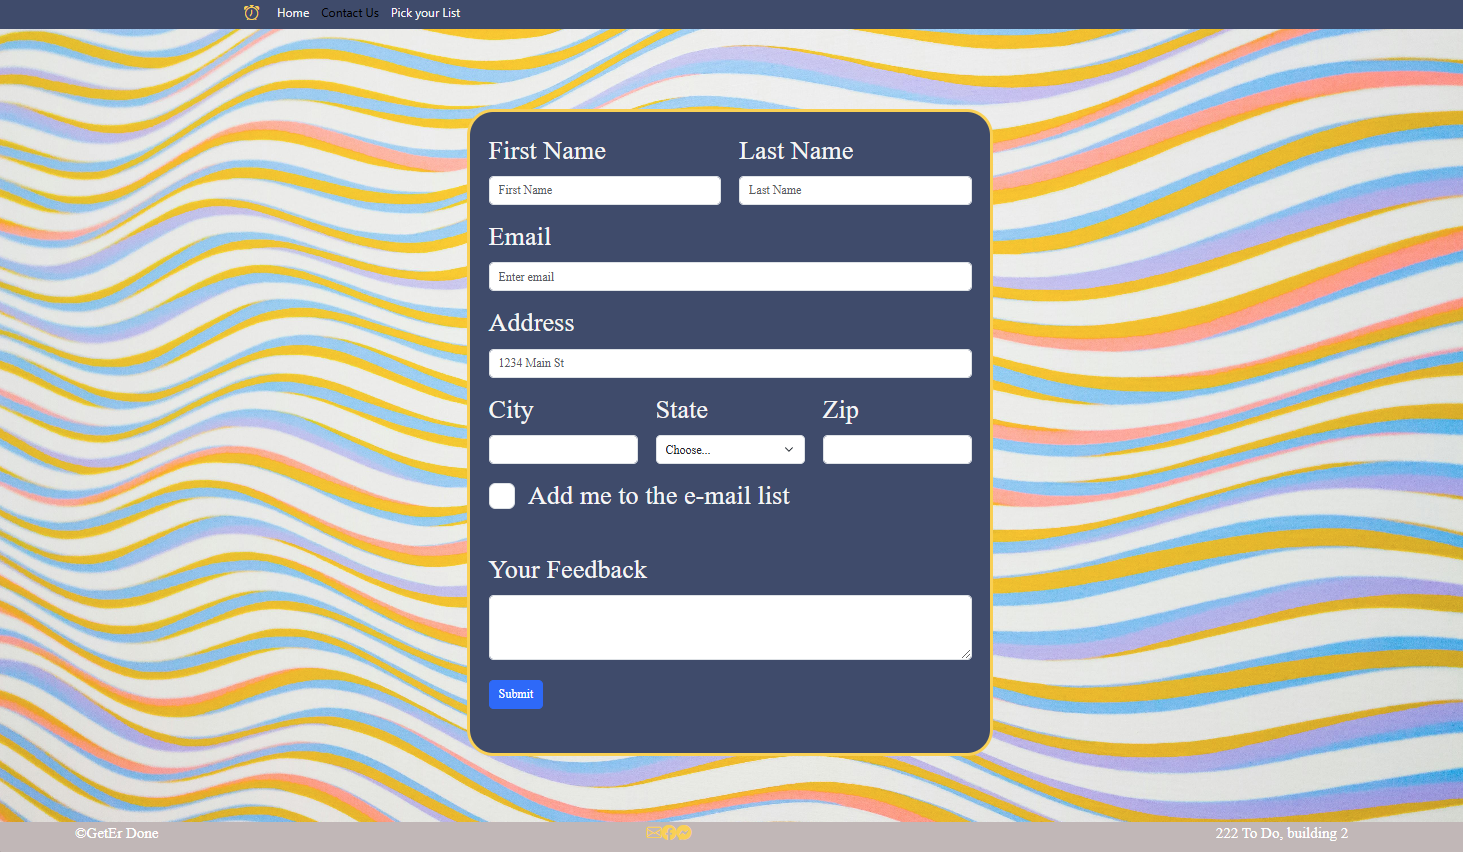 Home Contact Us Pick your List
First Name Last Name
First Name Last Name
Email
Enter email
Address
1234 Main St
City State Zip
Choose...
Add me to the e-mail list
Your Feedback
Submit
©GetEr Done 222 To Do, building 2